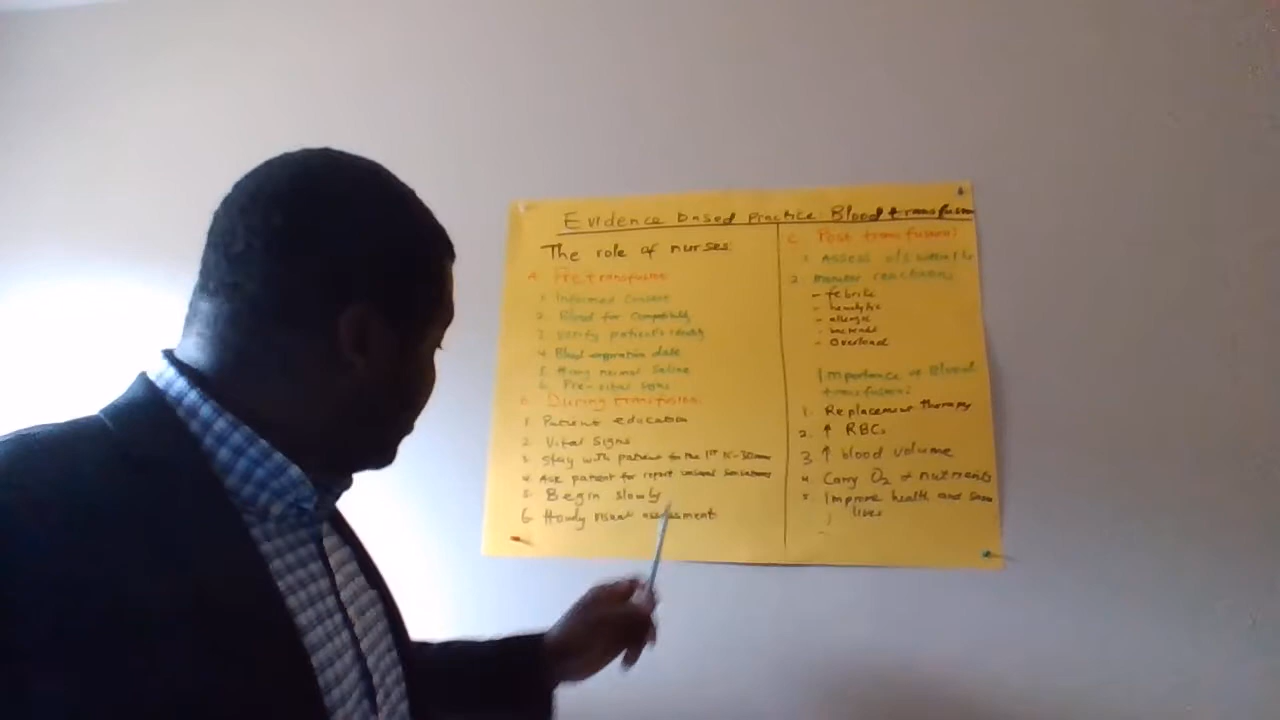 Evidence based Practice: Blood transfusion
The role of nurses:
A. Pretransfusion
1. Informed Consent
2. Blood for Compatibility
3. Verify patient's identity
4. Blood expiration date
5. Hang normal Saline
6. Pre-vital signs
B. During transfusion:
1. Patient education
2. Vital Signs
3. Stay with patient for the 1st 15-30min
4. Ask patient for report unusual sensations
5. Begin slowly
6. Hourly visual assessment
C. Post transfusion:
1. Assess v/s
2. Monitor reactions
- febrile
- hemolytic
- allergic
- bacterial
- Overload
Importance of Blood
transfusion:
1. Replacement therapy
2. ↑ RBCs
3 ↑ blood volume
4. Carry O2 & nutrients
5. Improve health and save
lives